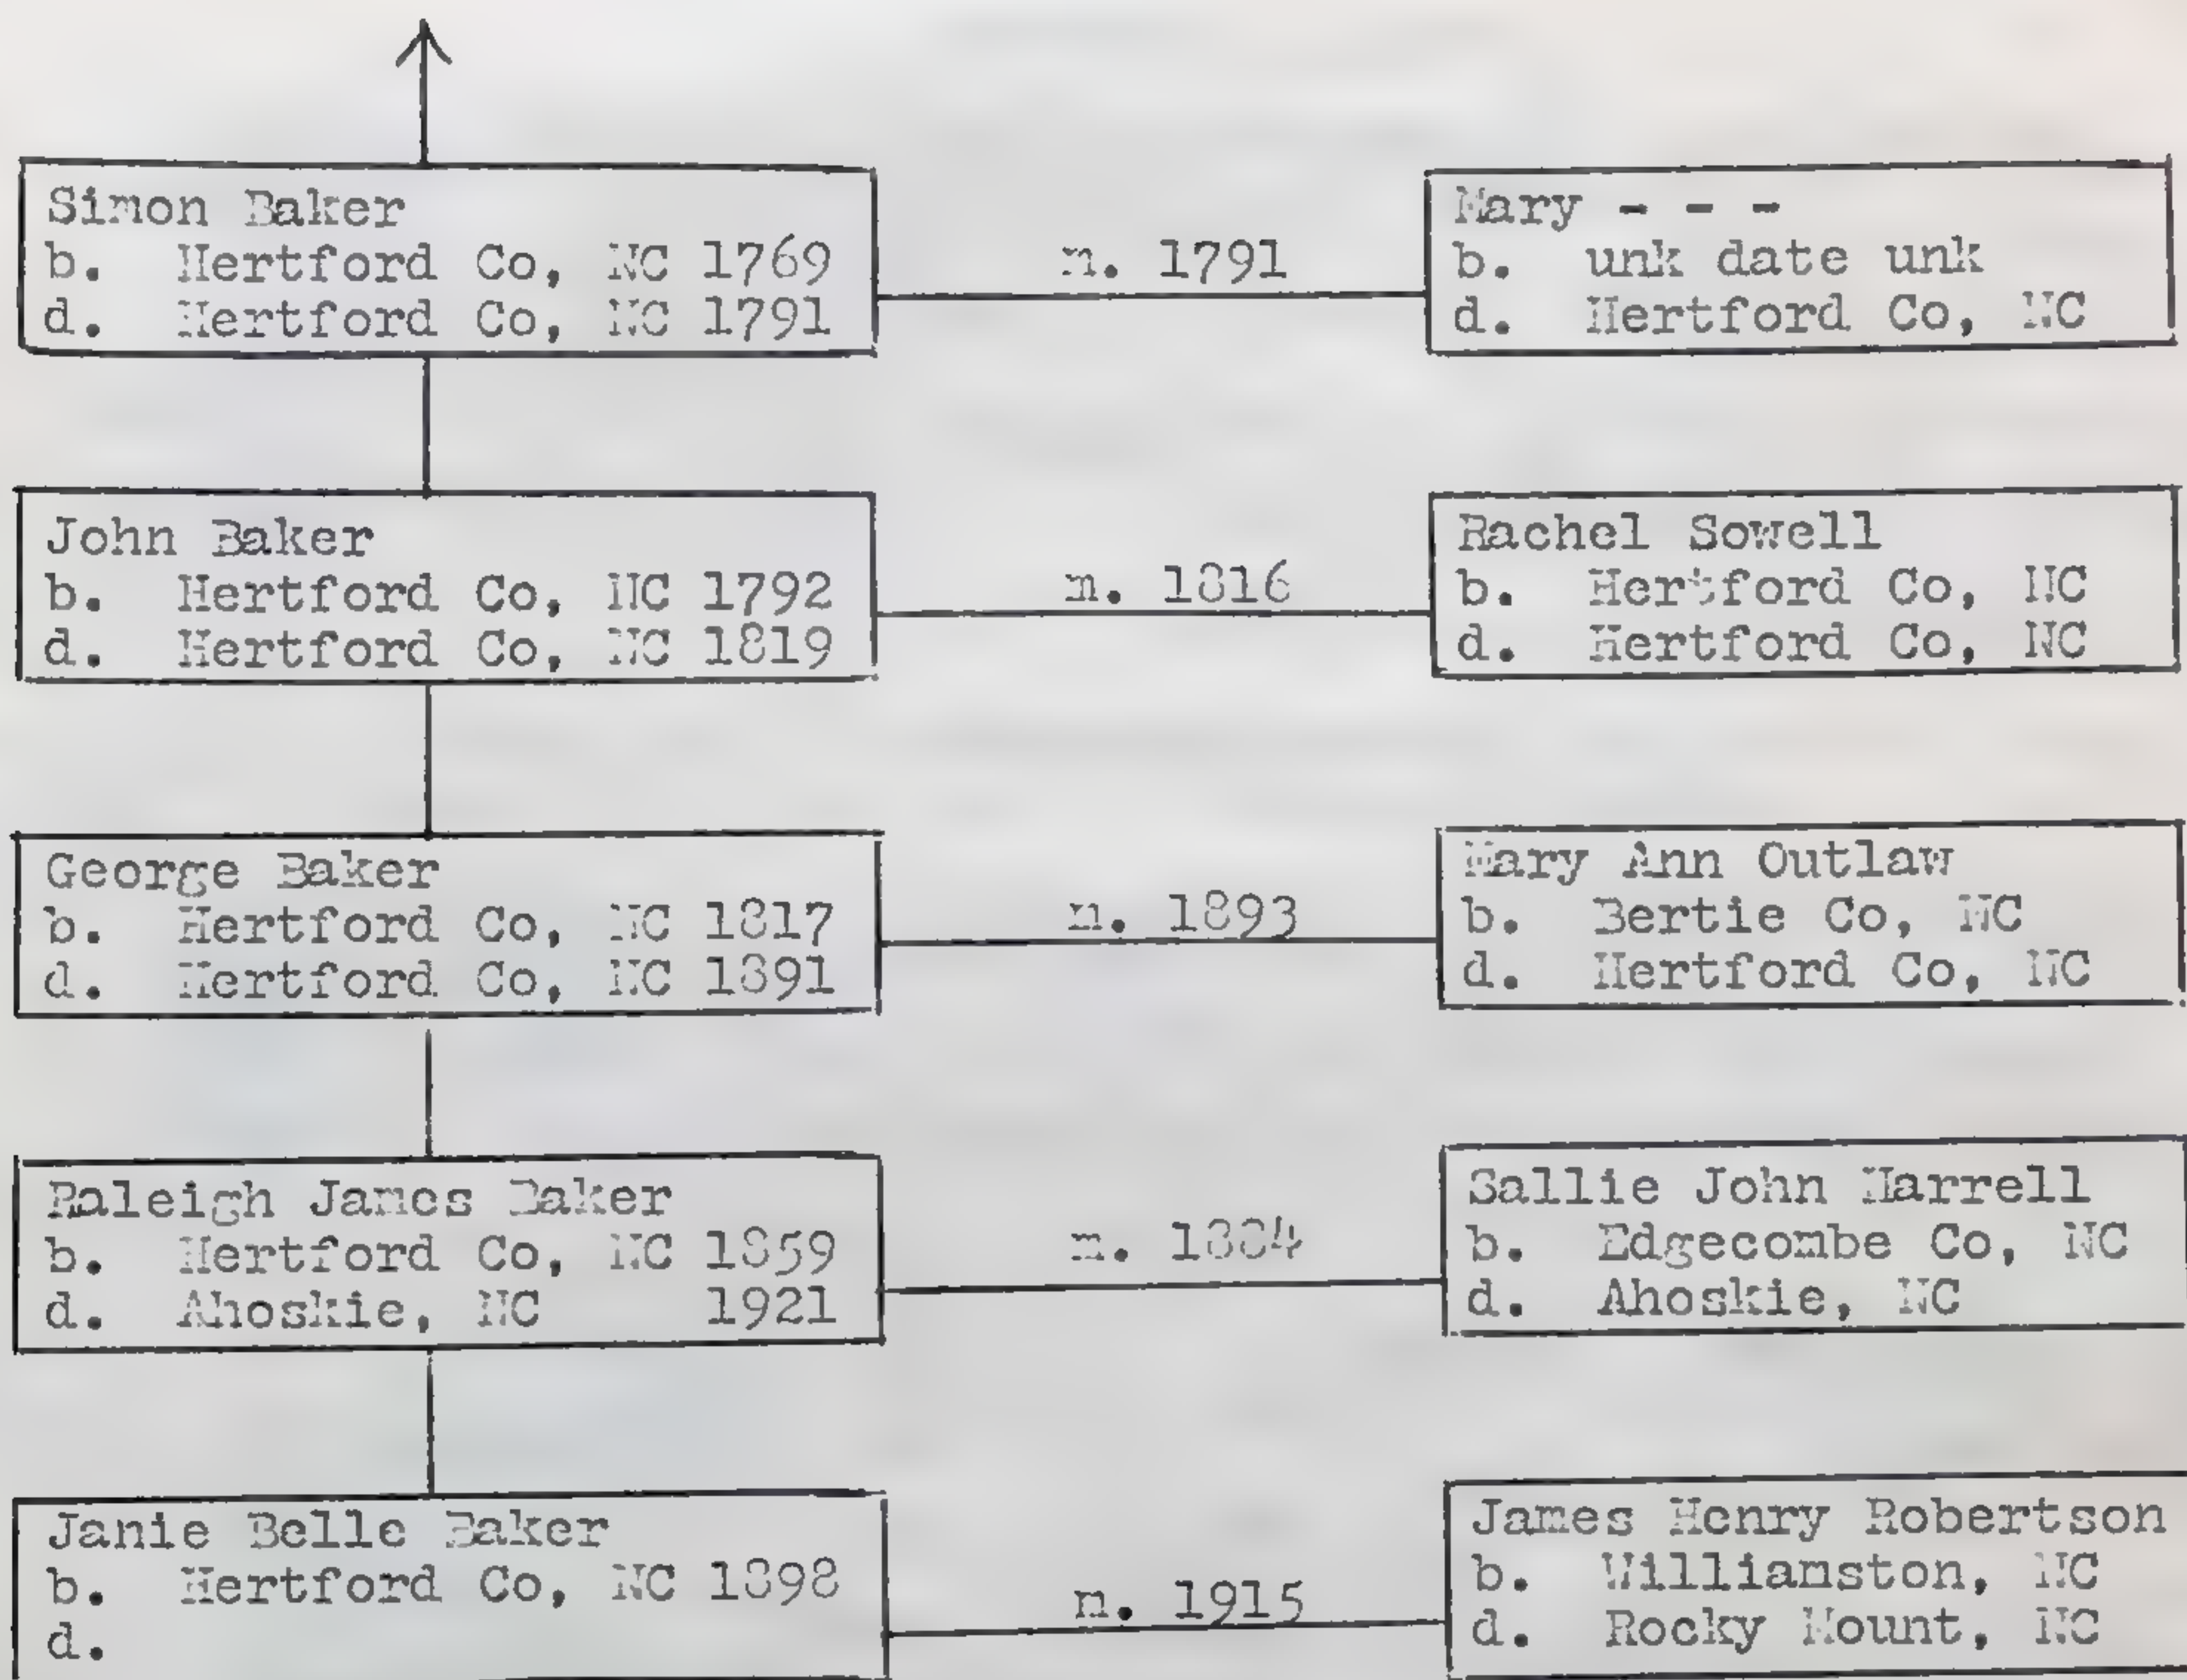 Simon Baker
b. Hertford Co, NC 1769
d. Hertford Co, NC 1791
m. 1791
Mary - - -
b. unk date unk
d. Hertford Co, NC
John Baker
b. Hertford Co, NC 1792
d. Hertford Co, NC 1819
m. 1816
Rachel Sowell
b. Hertford Co, NC
d. Hertford Co, NC
George Baker
b. Hertford Co, NC 1817
d. Hertford Co, NC 1891
m. 1893
Mary Ann Outlaw
b. Bertie Co, NC
d. Hertford Co, NC
Raleigh James Baker
b. Hertford Co, NC 1859
d. Ahoskie, NC 1921
m. 1884
Sallie John Harrell
b. Edgecombe Co, NC
d. Ahoskie, NC
Janie Belle Baker
b. Hertford Co, NC 1898
d.
m. 1915
James Henry Robertson
b. Williamston, NC
d. Rocky Mount, NC